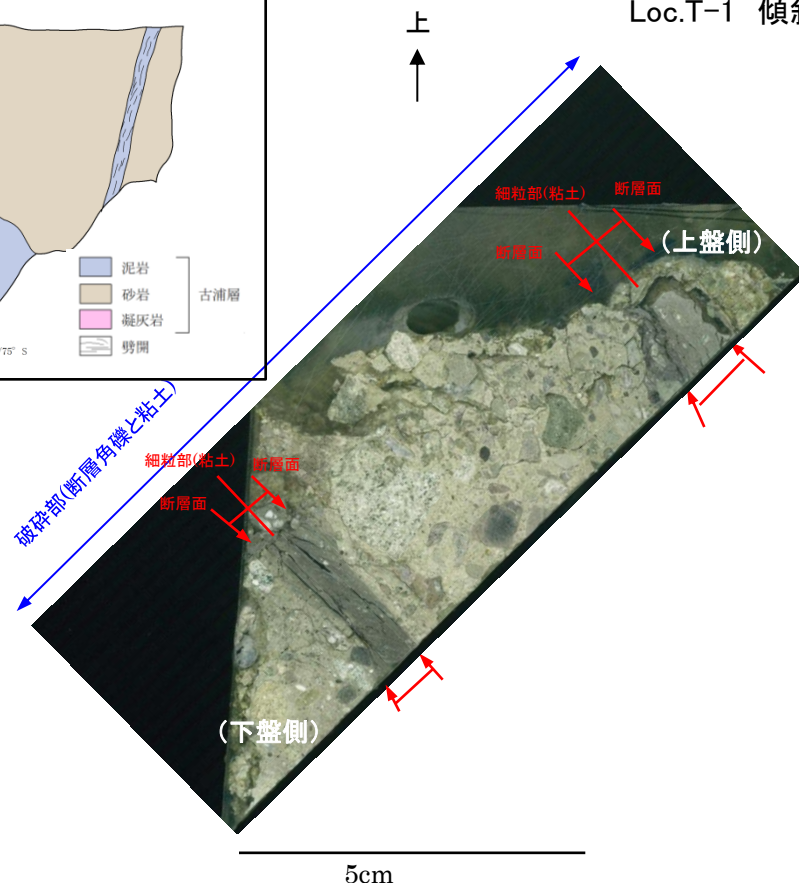 Loc.T-1 傾斜
上
細粒部(粘土)
断層面
断層面
(上盤側)
泥岩
砂岩
凝灰岩
劈開
古浦層
75° S
破砕部(断層角礫と粘土)
細粒部(粘土)
断層面
断層面
(下盤側)
5cm